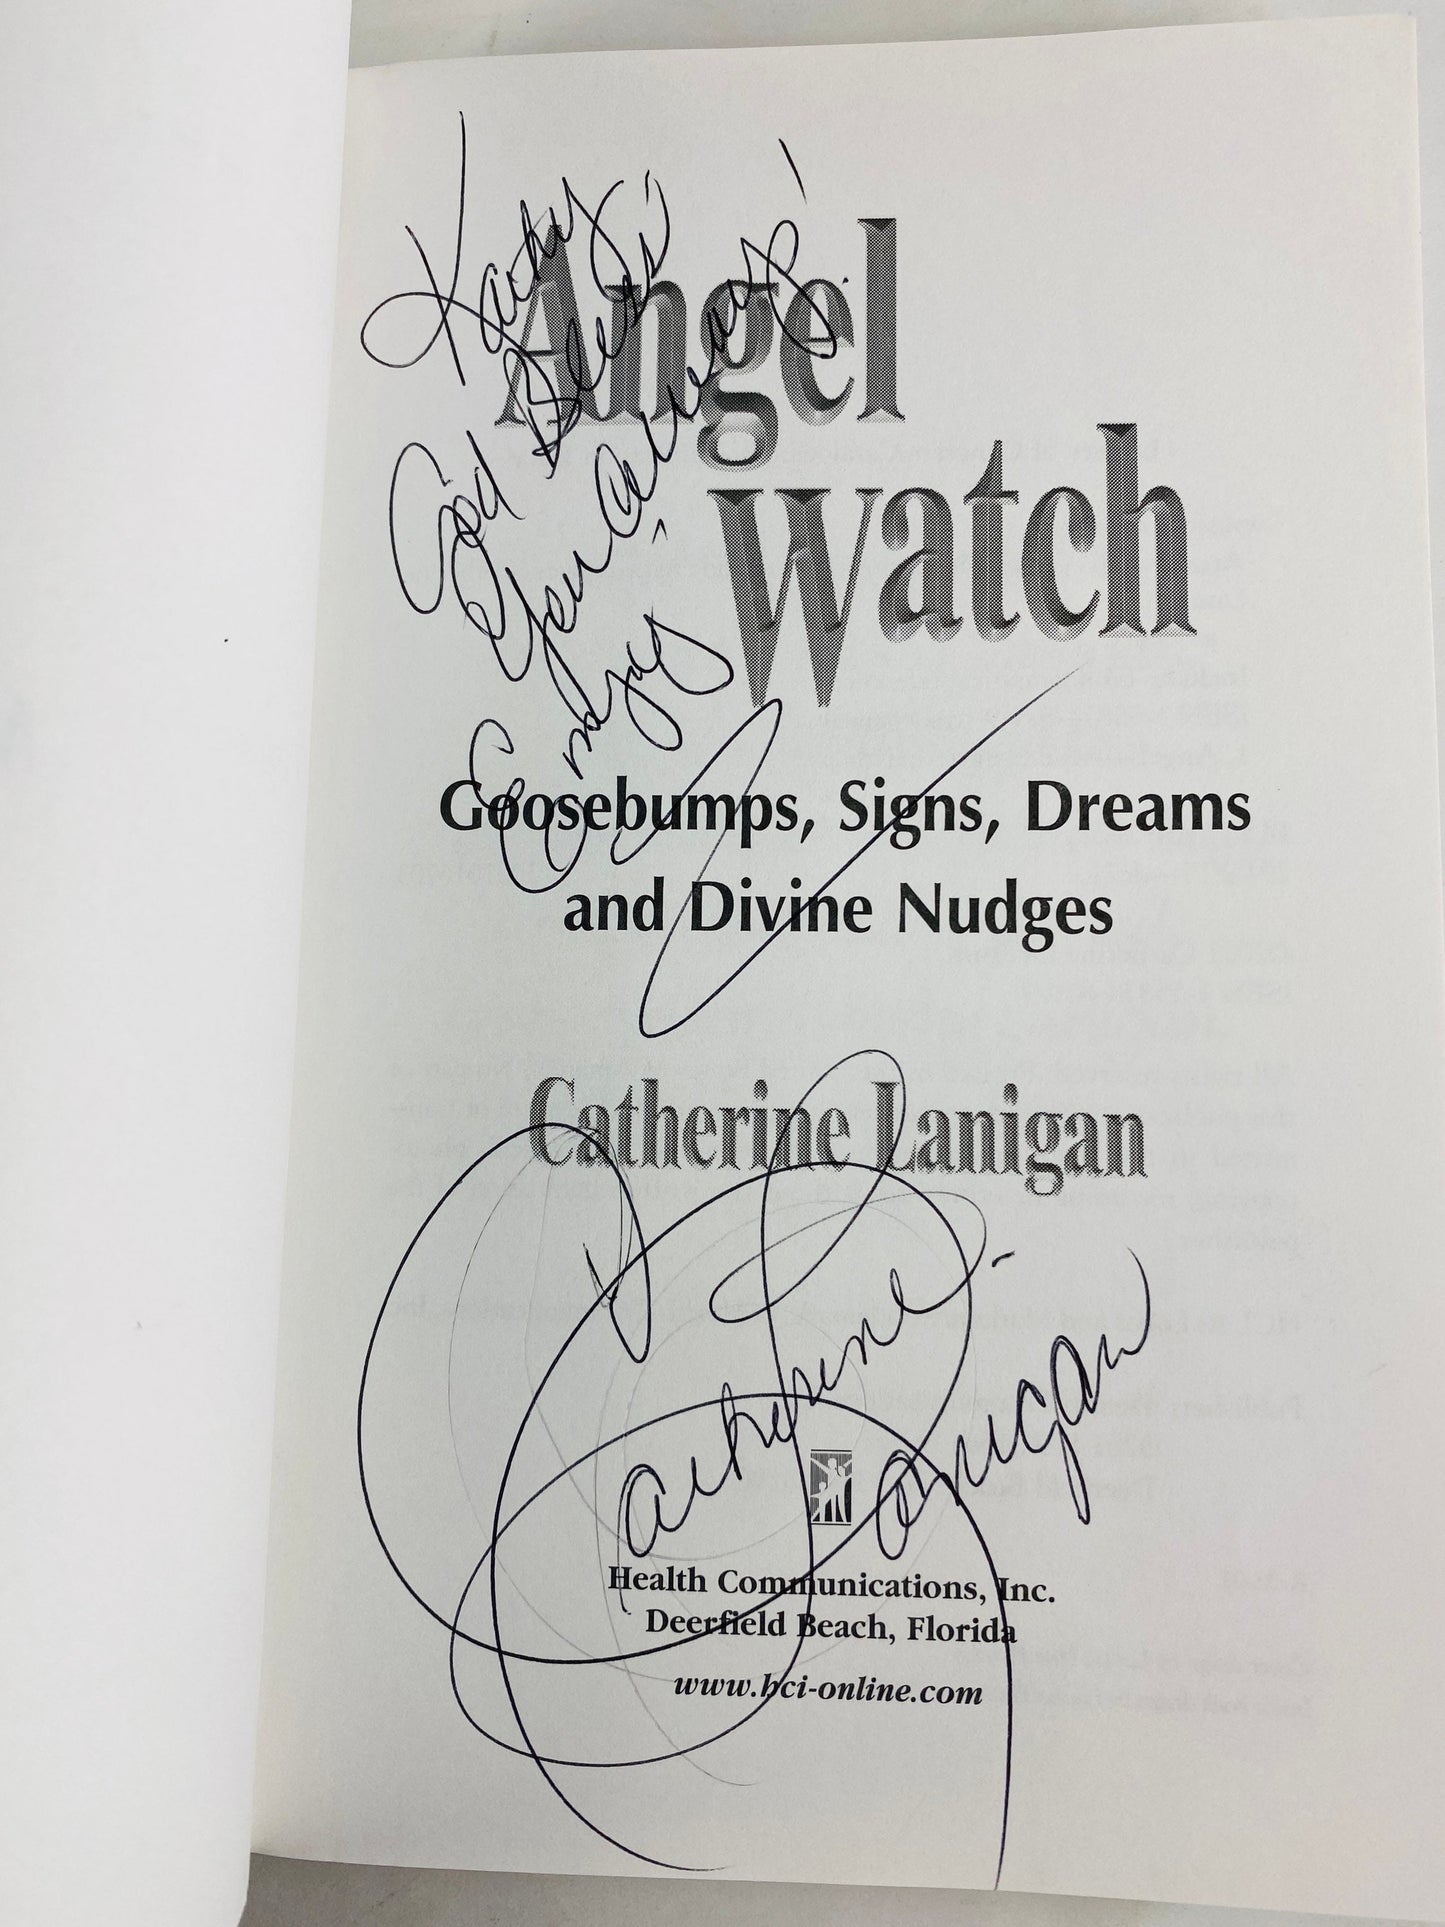 Kathy
God Bless
You Always!
Enjoy
Angel
Watch
Goosebumps, Signs, Dreams
and Divine Nudges
Catherine Lanigan
Catherine Lanigan
Health Communications, Inc.
Deerfield Beach, Florida
www.hci-online.com